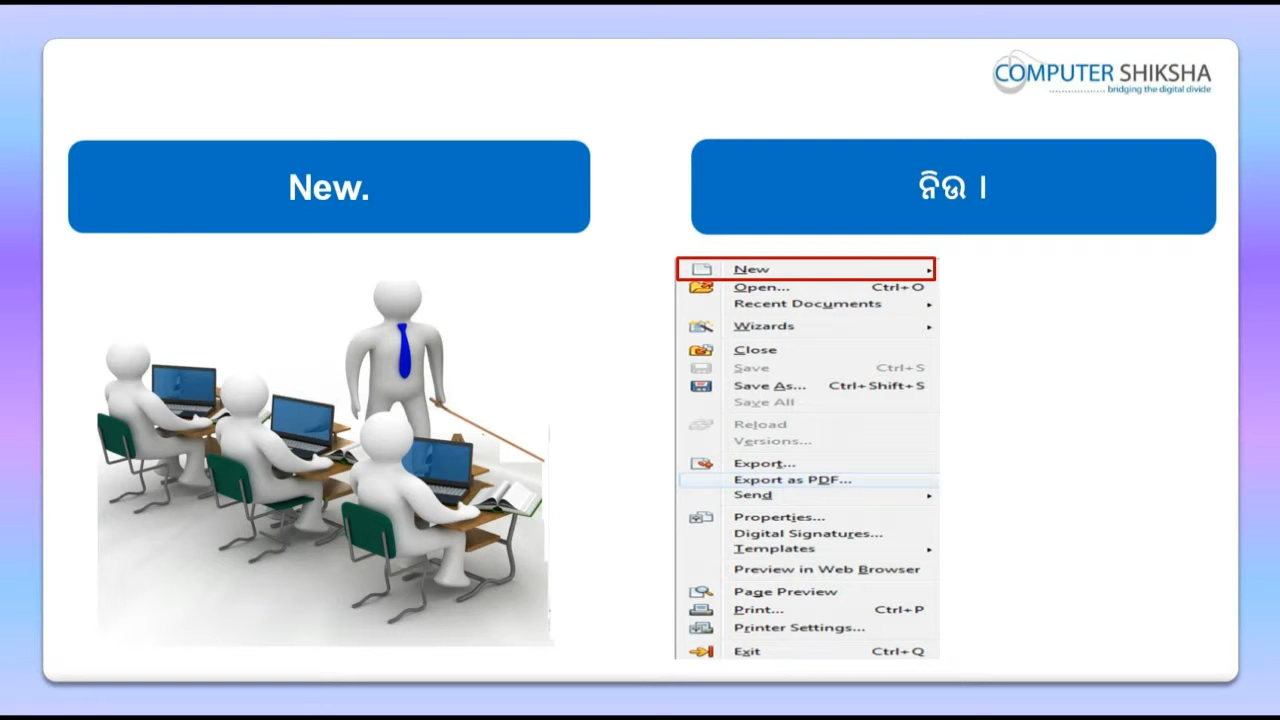 COMPUTER SHIKSHA
bridging the digital divide
New.
ନିଉ ।
New
Open... Ctrl+O
Recent Documents
Wizards
Close
Save Ctrl+S
Save As... Ctrl+Shift+S
Save All
Reload
Versions...
Export...
Export as PDF...
Send
Properties...
Digital Signatures...
Templates
Preview in Web Browser
Page Preview
Print... Ctrl+P
Printer Settings...
Exit Ctrl+Q